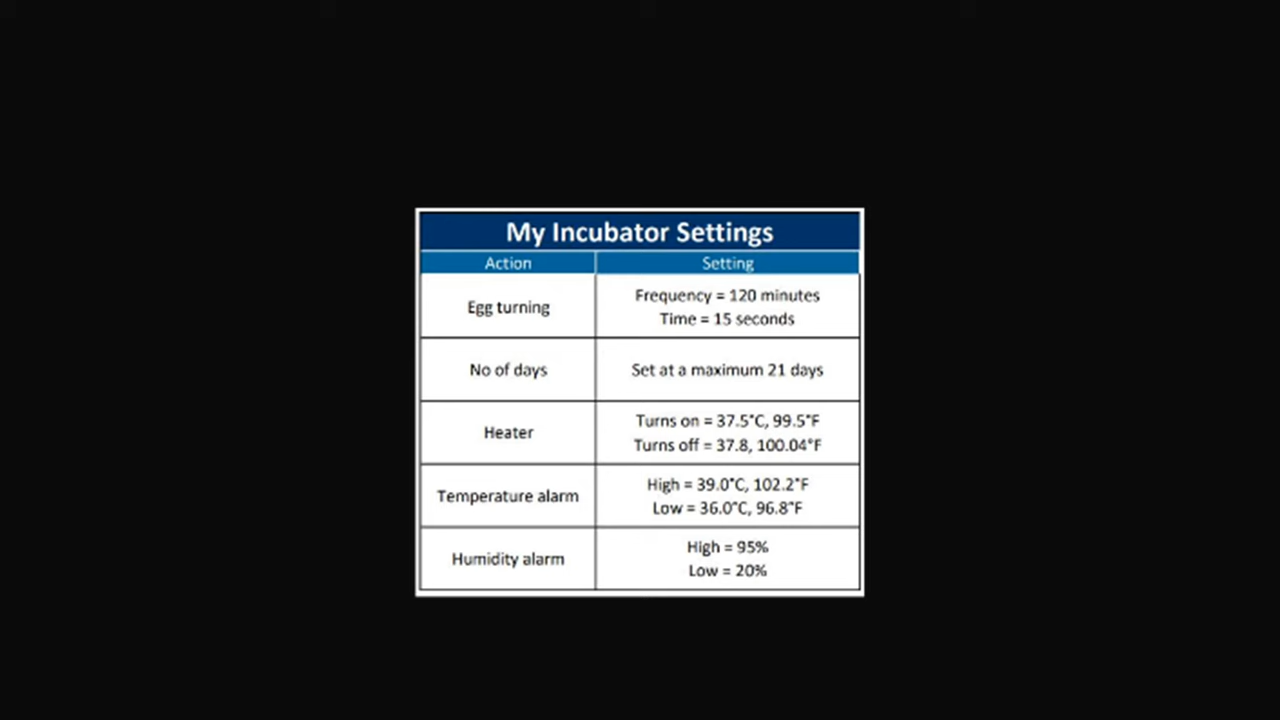 My Incubator Settings
Action Setting
Egg turning
Frequency = 120 minutes
Time = 15 seconds
No of days
Set at a maximum 21 days
Heater
Turns on = 37.5°C, 99.5°F
Turns off = 37.8, 100.04°F
Temperature alarm
High = 39.0°C, 102.2°F
Low = 36.0°C, 96.8°F
Humidity alarm
High = 95%
Low = 20%